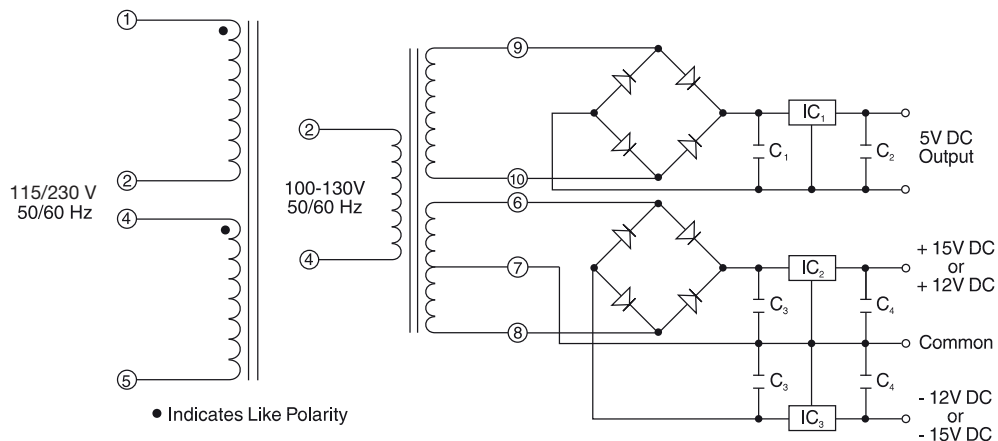 1
2
115/230 V
50/60 Hz
4
5
● Indicates Like Polarity
2
100-130V
50/60 Hz
4
9
10
6
7
8
IC₁
C₁
C₂
5V DC
Output
IC₂
C₃
C₄
+ 15V DC
or
+ 12V DC
Common
C₃
C₄
IC₃
- 12V DC
or
- 15V DC